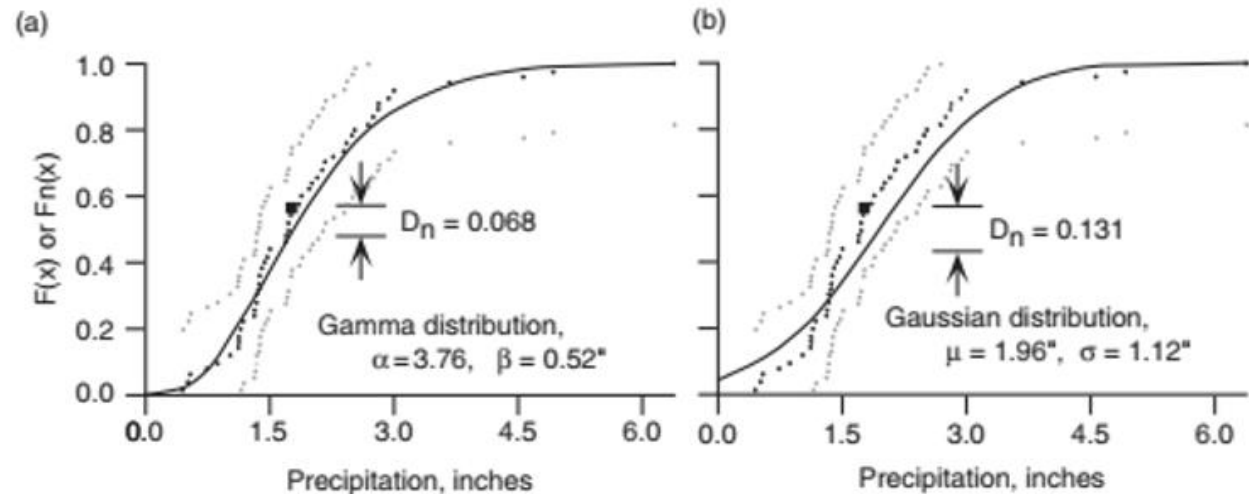 (a)
F(x) or Fn(x)
1.0
0.8
0.6
0.4
0.2
0.0
Dn = 0.068
Gamma distribution,
α = 3.76, β = 0.52"
0.0 1.5 3.0 4.5 6.0
Precipitation, inches
(b)
Dn = 0.131
Gaussian distribution,
μ = 1.96", σ = 1.12"
0.0 1.5 3.0 4.5 6.0
Precipitation, inches